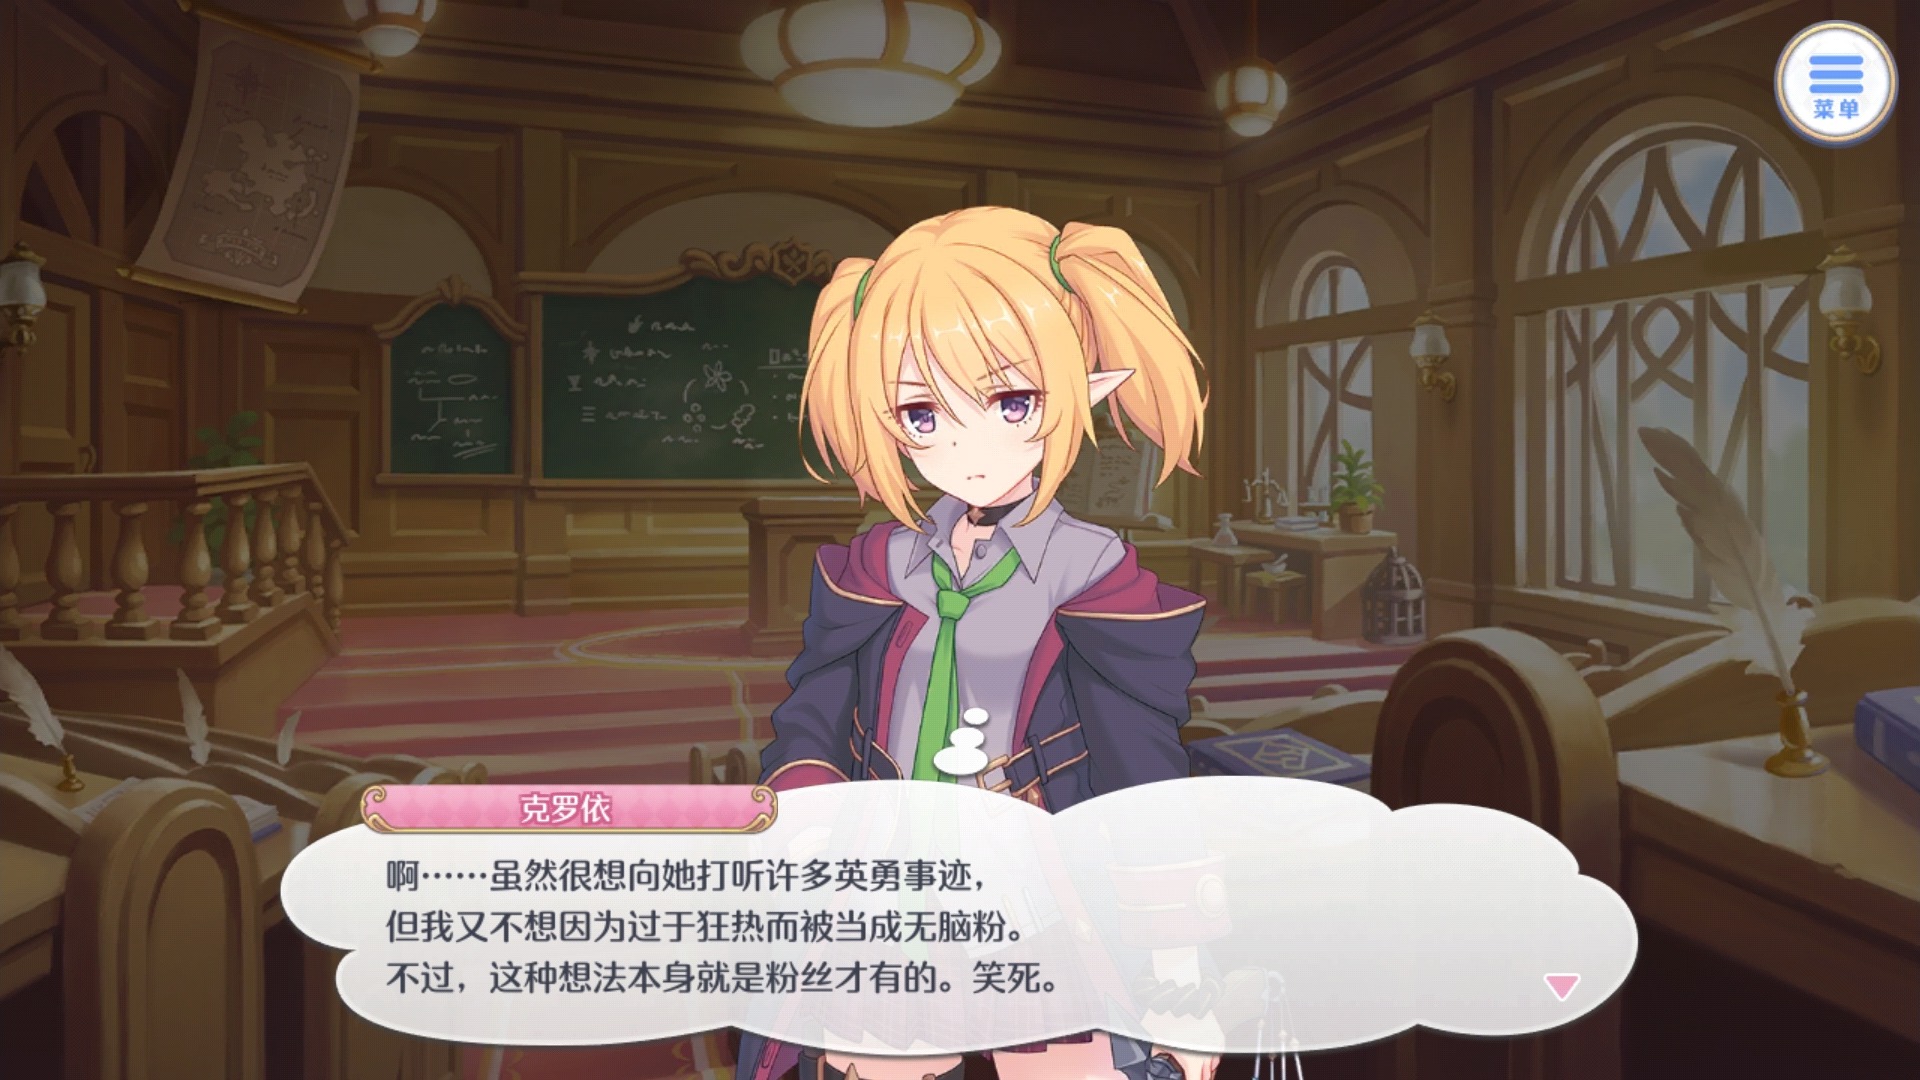 菜单
克罗依
啊……虽然很想向她打听许多英勇事迹，
但我又不想因为过于狂热而被当成无脑粉。
不过，这种想法本身就是粉丝才有的。笑死。